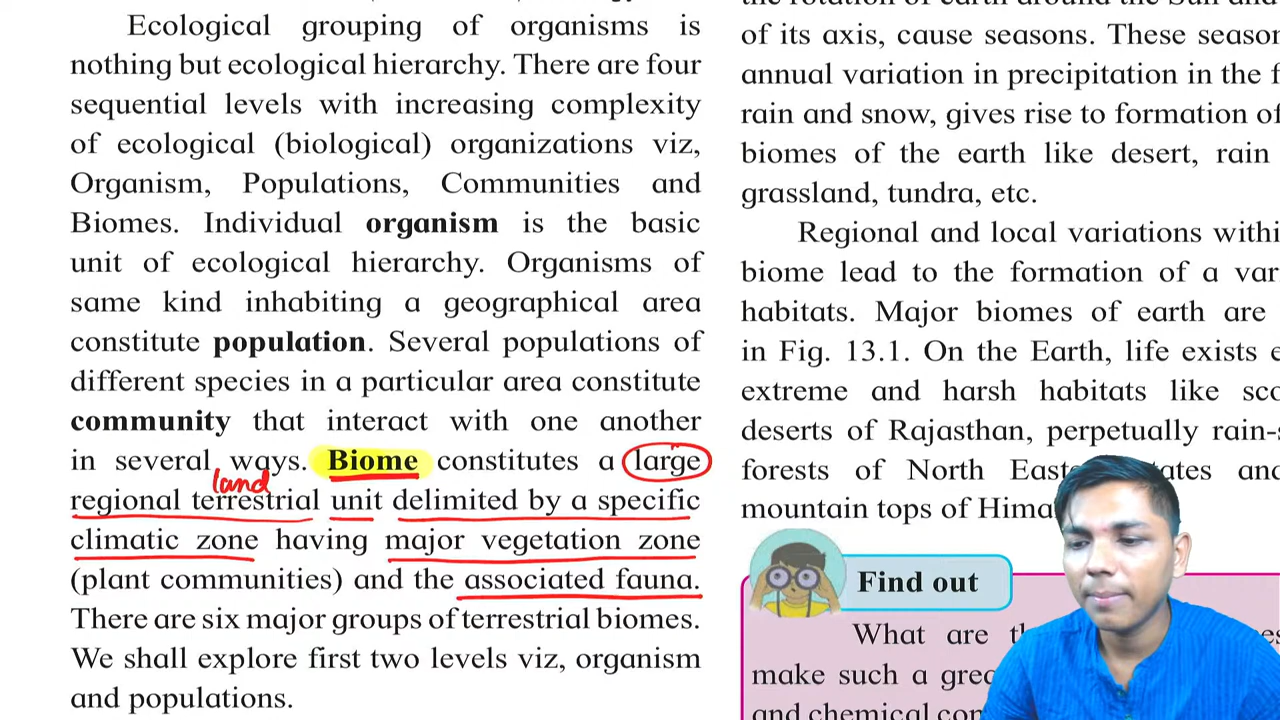 Ecological grouping of organisms is
nothing but ecological hierarchy. There are four
sequential levels with increasing complexity
of ecological (biological) organizations viz,
Organism, Populations, Communities and
Biomes. Individual organism is the basic
unit of ecological hierarchy. Organisms of
same kind inhabiting a geographical area
constitute population. Several populations of
different species in a particular area constitute
community that interact with one another
in several ways. Biome constitutes a large
land
regional terrestrial unit delimited by a specific
climatic zone having major vegetation zone
(plant communities) and the associated fauna.
There are six major groups of terrestrial biomes.
We shall explore first two levels viz, organism
and populations.
of its axis, cause seasons. These
annual variation in precipitation in the
rain and snow, gives rise to formation of
biomes of the earth like desert, rain
grassland, tundra, etc.
Regional and local variations
biome lead to the formation of a
habitats. Major biomes of earth are
in Fig. 13.1. On the Earth, life exists
extreme and harsh habitats like
deserts of Rajasthan, perpetually
forests of North
mountain tops of
Find out
What are
make such a
and chemical